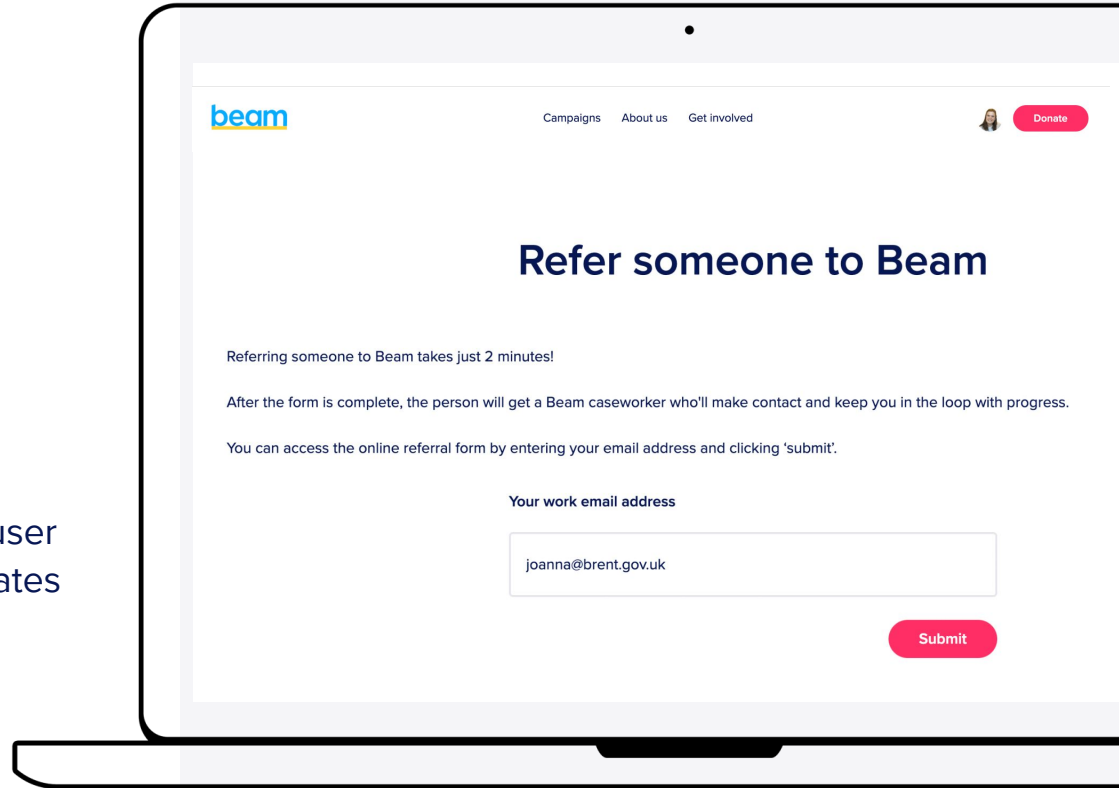 beam
Campaigns About us Get involved
Donate
Refer someone to Beam
Referring someone to Beam takes just 2 minutes!
After the form is complete, the person will get a Beam caseworker who'll make contact and keep you in the loop with progress.
You can access the online referral form by entering your email address and clicking ‘submit’.
Your work email address
joanna@brent.gov.uk
Submit
user
ates